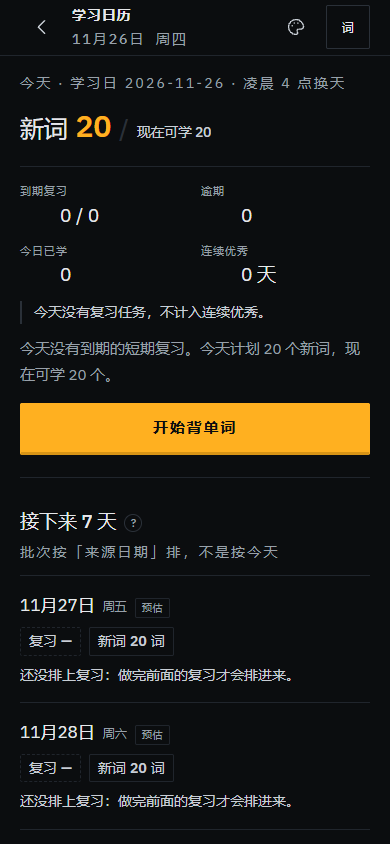 学习日历
11月26日 周四
词
今天 · 学习日 2026-11-26 · 凌晨 4 点换天
新词 20 / 现在可学 20
到期复习 逾期
0 / 0 0
今日已学 连续优秀
0 0 天
今天没有复习任务，不计入连续优秀。
今天没有到期的短期复习。今天计划 20 个新词，现
在可学 20 个。
开始背单词
接下来 7 天 ?
批次按「来源日期」排，不是按今天
11月27日 周五 预估
复习 — 新词 20 词
还没排上复习：做完前面的复习才会排进来。
11月28日 周六 预估
复习 — 新词 20 词
还没排上复习：做完前面的复习才会排进来。